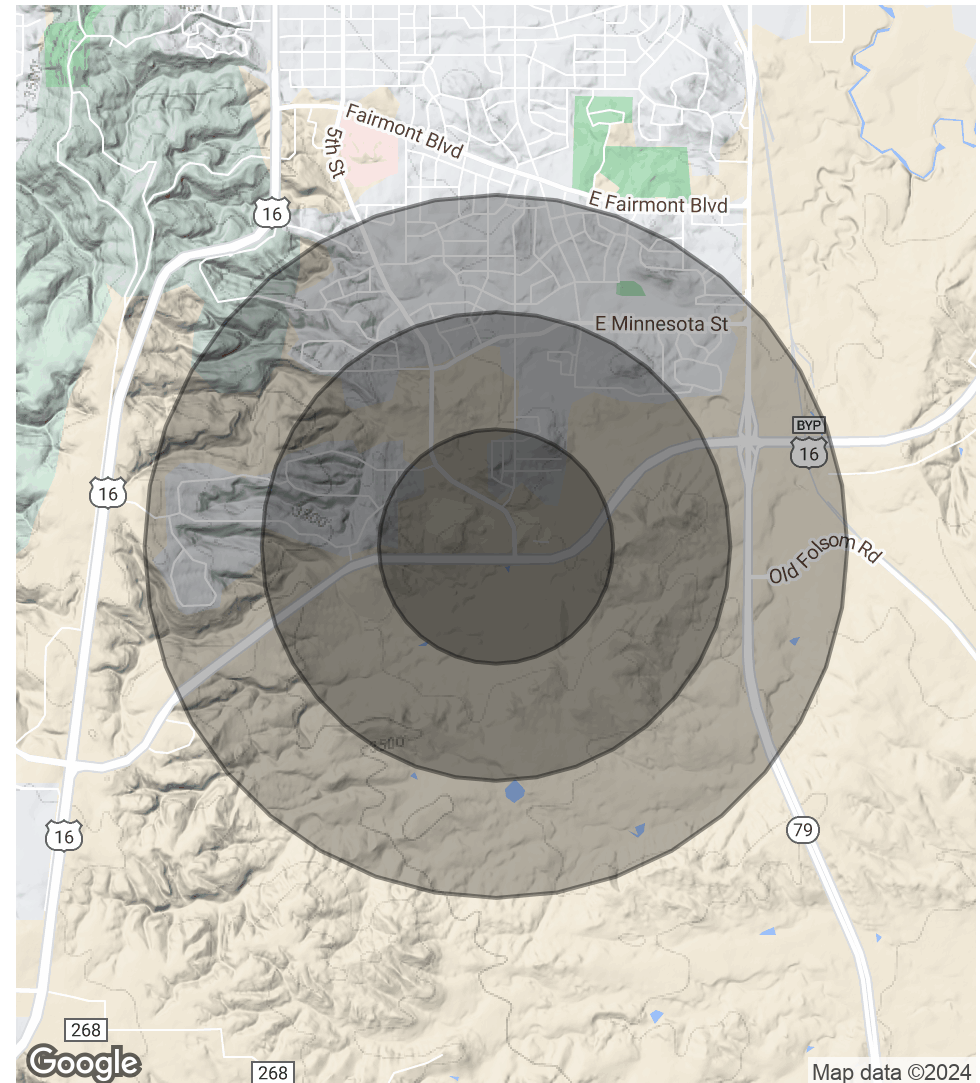 3500'
Fairmont Blvd
5th St
E Fairmont Blvd
16
E Minnesota St
BYP
16
16
3500'
Old Folsom Rd
3500'
79
16
268
268
Google
Map data ©2024